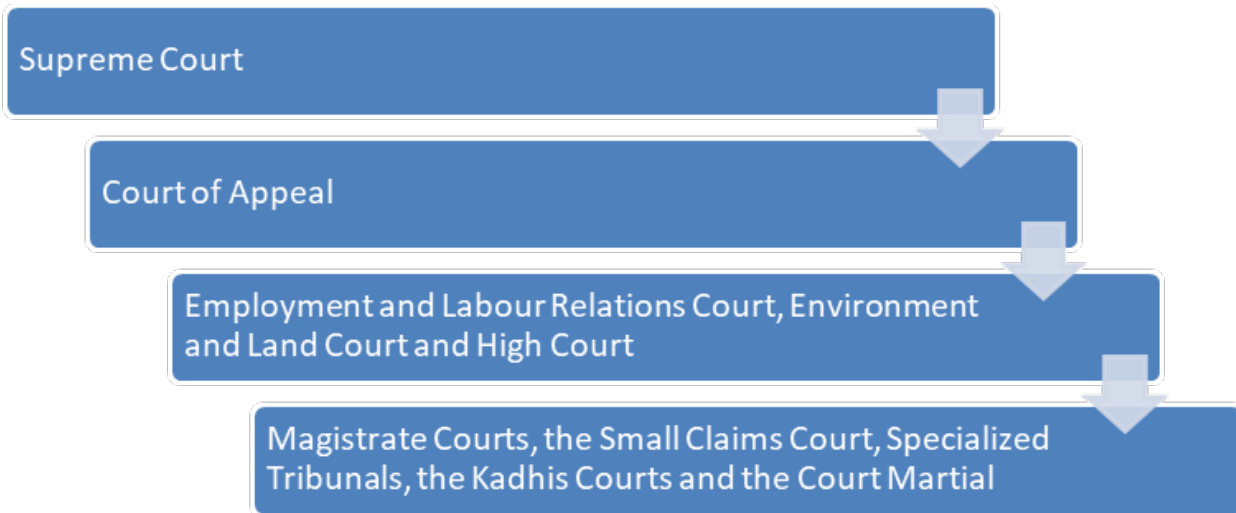 Supreme Court
Court of Appeal
Employment and Labour Relations Court, Environment
and Land Court and High Court
Magistrate Courts, the Small Claims Court, Specialized
Tribunals, the Kadhis Courts and the Court Martial